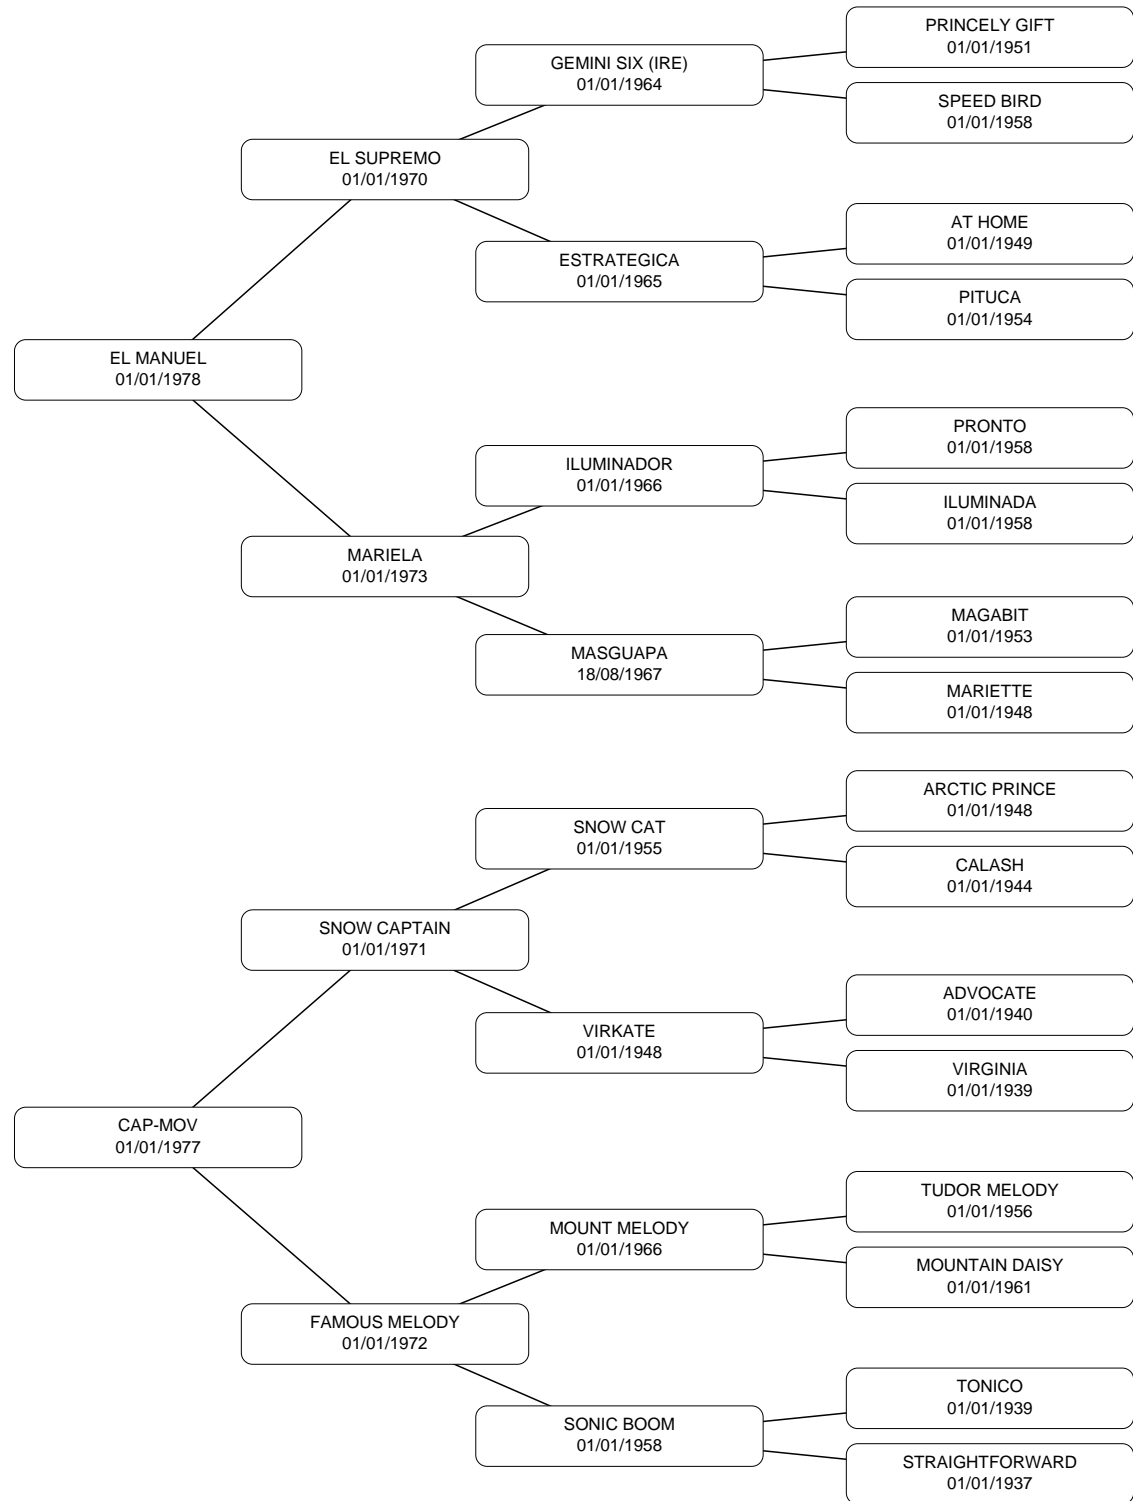 PRINCELY GIFT
01/01/1951
GEMINI SIX (IRE)
01/01/1964
SPEED BIRD
01/01/1958
EL SUPREMO
01/01/1970
AT HOME
01/01/1949
ESTRATEGICA
01/01/1965
PITUCA
01/01/1954
EL MANUEL
01/01/1978
PRONTO
01/01/1958
ILUMINADOR
01/01/1966
ILUMINADA
01/01/1958
MARIELA
01/01/1973
MAGABIT
01/01/1953
MASGUAPA
18/08/1967
MARIETTE
01/01/1948
ARCTIC PRINCE
01/01/1948
SNOW CAT
01/01/1955
CALASH
01/01/1944
SNOW CAPTAIN
01/01/1971
ADVOCATE
01/01/1940
VIRKATE
01/01/1948
VIRGINIA
01/01/1939
CAP-MOV
01/01/1977
TUDOR MELODY
01/01/1956
MOUNT MELODY
01/01/1966
MOUNTAIN DAISY
01/01/1961
FAMOUS MELODY
01/01/1972
TONICO
01/01/1939
SONIC BOOM
01/01/1958
STRAIGHTFORWARD
01/01/1937